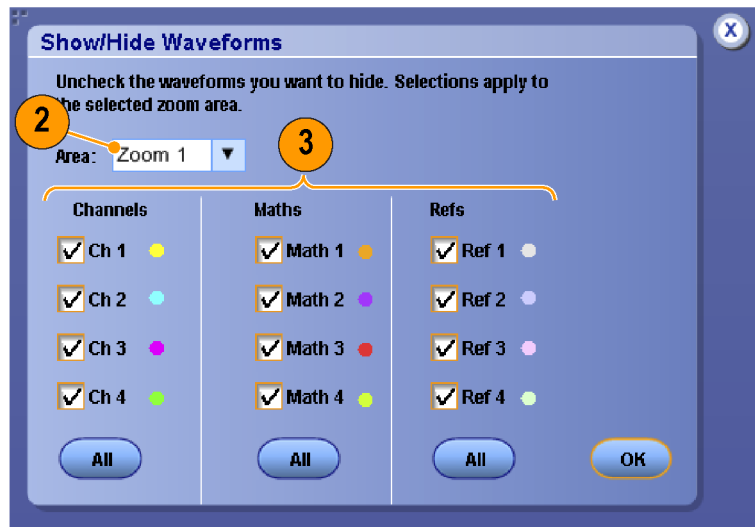 X
Show/Hide Waveforms
Uncheck the waveforms you want to hide. Selections apply to
the selected zoom area.
2
3
Area: Zoom 1
Channels Maths Refs
Ch 1 Math 1 Ref 1
Ch 2 Math 2 Ref 2
Ch 3 Math 3 Ref 3
Ch 4 Math 4 Ref 4
All All All OK